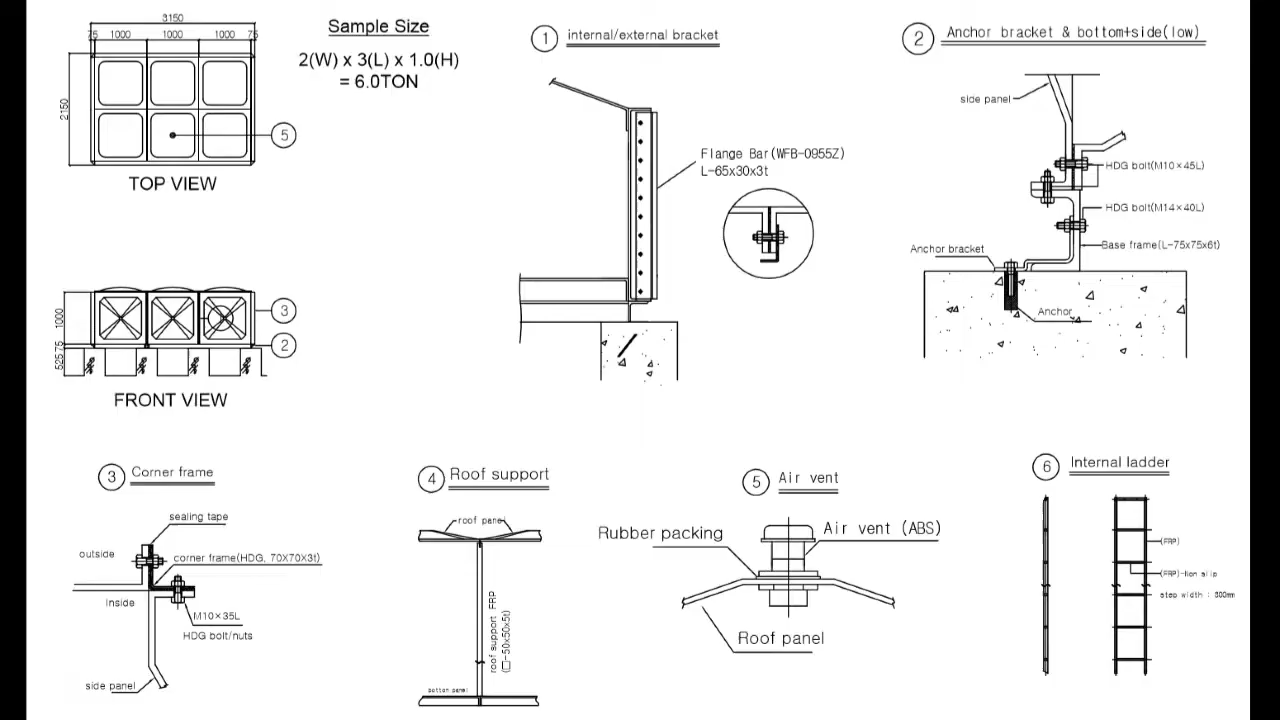 3150
75 1000 1000 1000 75
2150
5
TOP VIEW
Sample Size
2(W) x 3(L) x 1.0(H)
= 6.0TON
1 internal/external bracket
Flange Bar(WFB-0955Z)
L-65x30x3t
2 Anchor bracket & bottom+side(low)
side panel
HDG bolt(M10×45L)
HDG bolt(M14×40L)
Base frame(L-75x75x6t)
Anchor bracket
Anchor
1000
75
525
3
2
FRONT VIEW
3 Corner frame
sealing tape
outside
corner frame(HDG, 70X70X3t)
Inside
M10×35L
HDG bolt/nuts
side panel
4 Roof support
roof panel
roof support FRP
(□-50x50x5t)
bottom panel
5 Air vent
Rubber packing
Air vent (ABS)
Roof panel
6 Internal ladder
(FRP)
(FRP)-Non slip
step width : 300mm